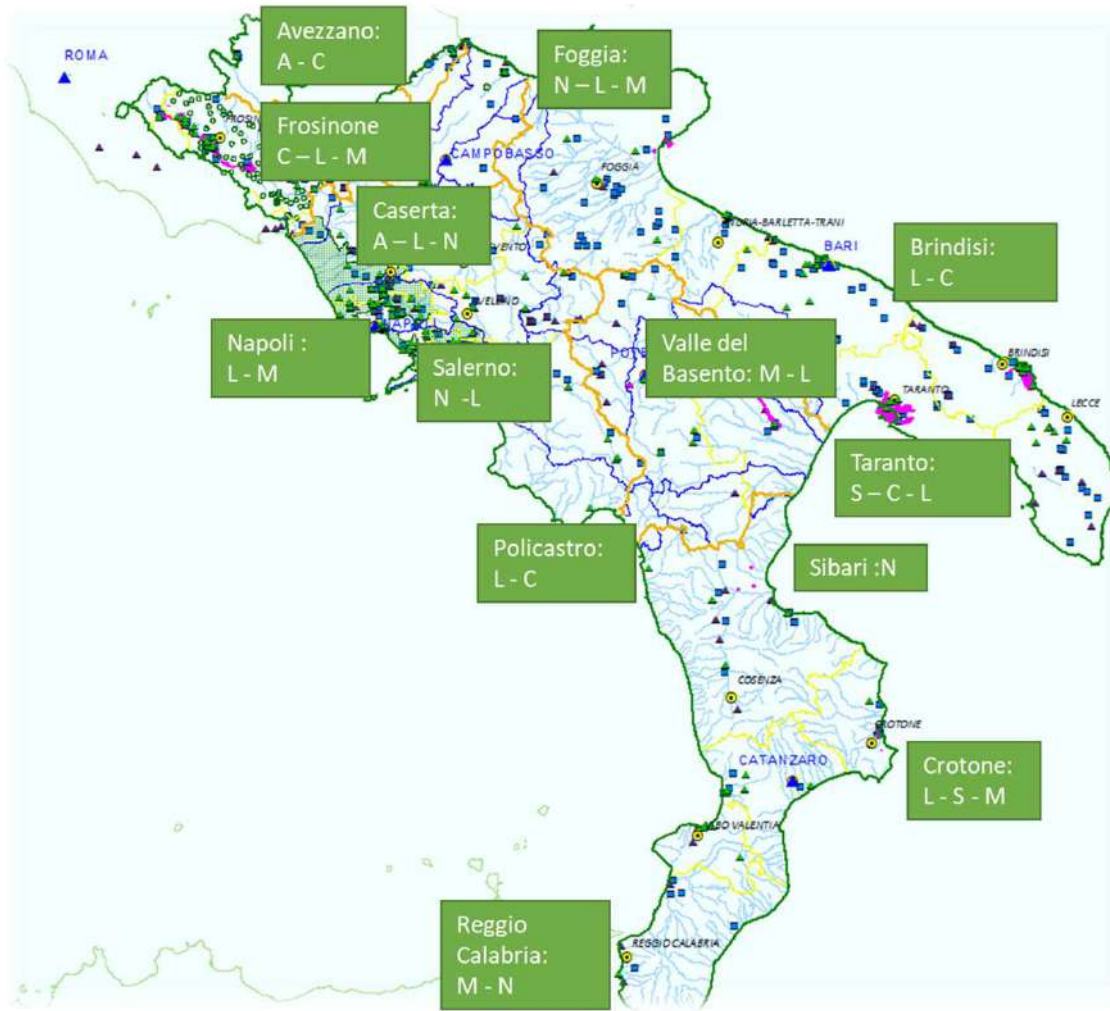 ROMA
Avezzano:
A - C
Foggia:
N – L - M
Frosinone
C – L - M
CAMPOBASSO
FOGGIA
Caserta:
A – L - N
BARI
Brindisi:
L - C
Napoli :
L - M
Salerno:
N -L
Valle del
Basento: M - L
BRINDISI
TARANTO
LECCE
Taranto:
S – C - L
Policastro:
L - C
Sibari :N
COSENZA
CROTONE
CATANZARO
Crotone:
L - S - M
Reggio
Calabria:
M - N
REGGIO CALABRIA